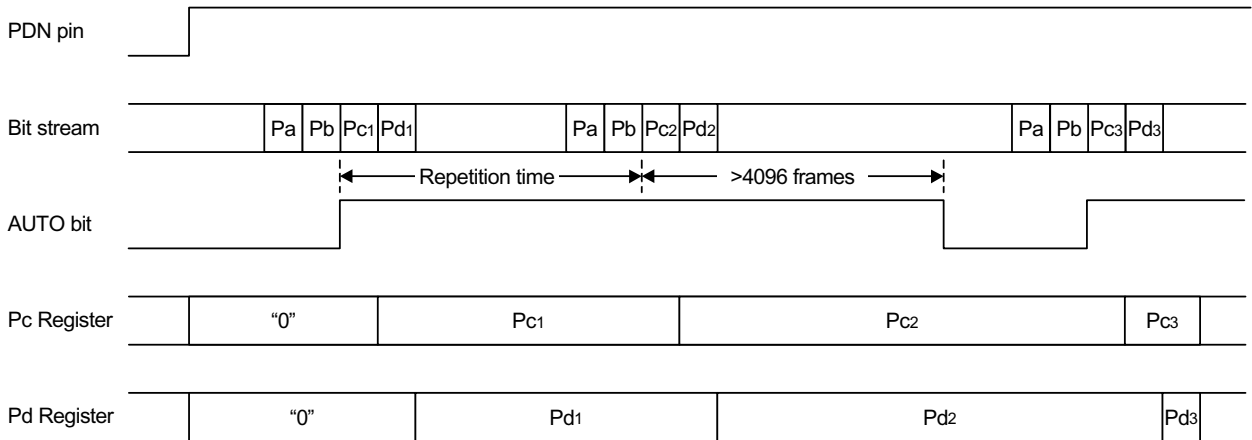 PDN pin
Bit stream Pa Pb Pc1 Pd1 Pa Pb Pc2 Pd2 Pa Pb Pc3 Pd3
Repetition time >4096 frames
AUTO bit
Pc Register “0” Pc1 Pc2 Pc3
Pd Register “0” Pd1 Pd2 Pd3